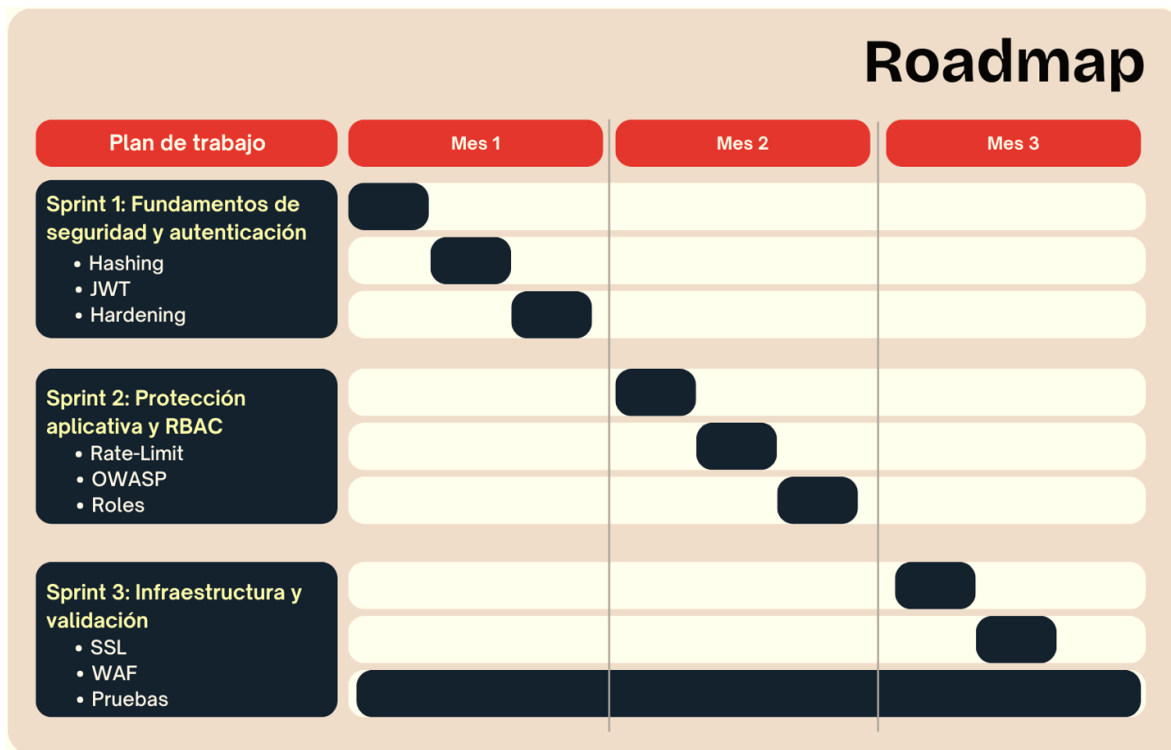 Roadmap
Plan de trabajo
Mes 1
Mes 2
Mes 3
Sprint 1: Fundamentos de
seguridad y autenticación
• Hashing
• JWT
• Hardening
Sprint 2: Protección
aplicativa y RBAC
• Rate-Limit
• OWASP
• Roles
Sprint 3: Infraestructura y
validación
• SSL
• WAF
• Pruebas